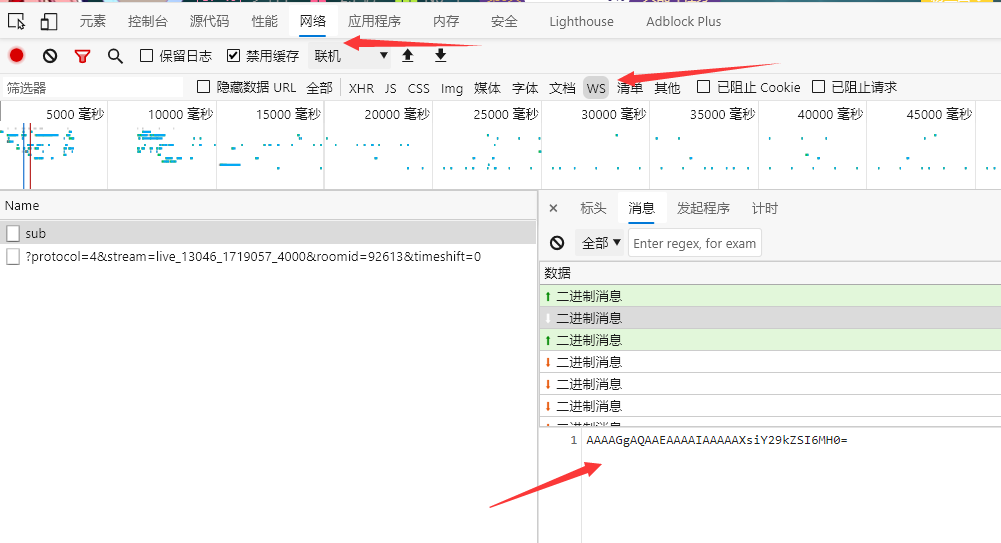 元素 控制台 源代码 性能 网络 应用程序 内存 安全 Lighthouse Adblock Plus
保留日志 禁用缓存 联机 ▼
筛选器 隐藏数据 URL 全部 XHR JS CSS Img 媒体 字体 文档 WS 清单 其他 已阻止 Cookie 已阻止请求
5000 毫秒 10000 毫秒 15000 毫秒 20000 毫秒 25000 毫秒 30000 毫秒 35000 毫秒 40000 毫秒 45000 毫秒
Name
sub
?protocol=4&stream=live_13046_1719057_4000&roomid=92613&timeshift=0
× 标头 消息 发起程序 计时
全部 ▼ Enter regex, for exam
数据
↑ 二进制消息
↓ 二进制消息
↑ 二进制消息
↓ 二进制消息
↓ 二进制消息
↓ 二进制消息
↓ 二进制消息
1 AAAAGgAQAAEAAAAIAAAAAXsiY29kZSI6MH0=